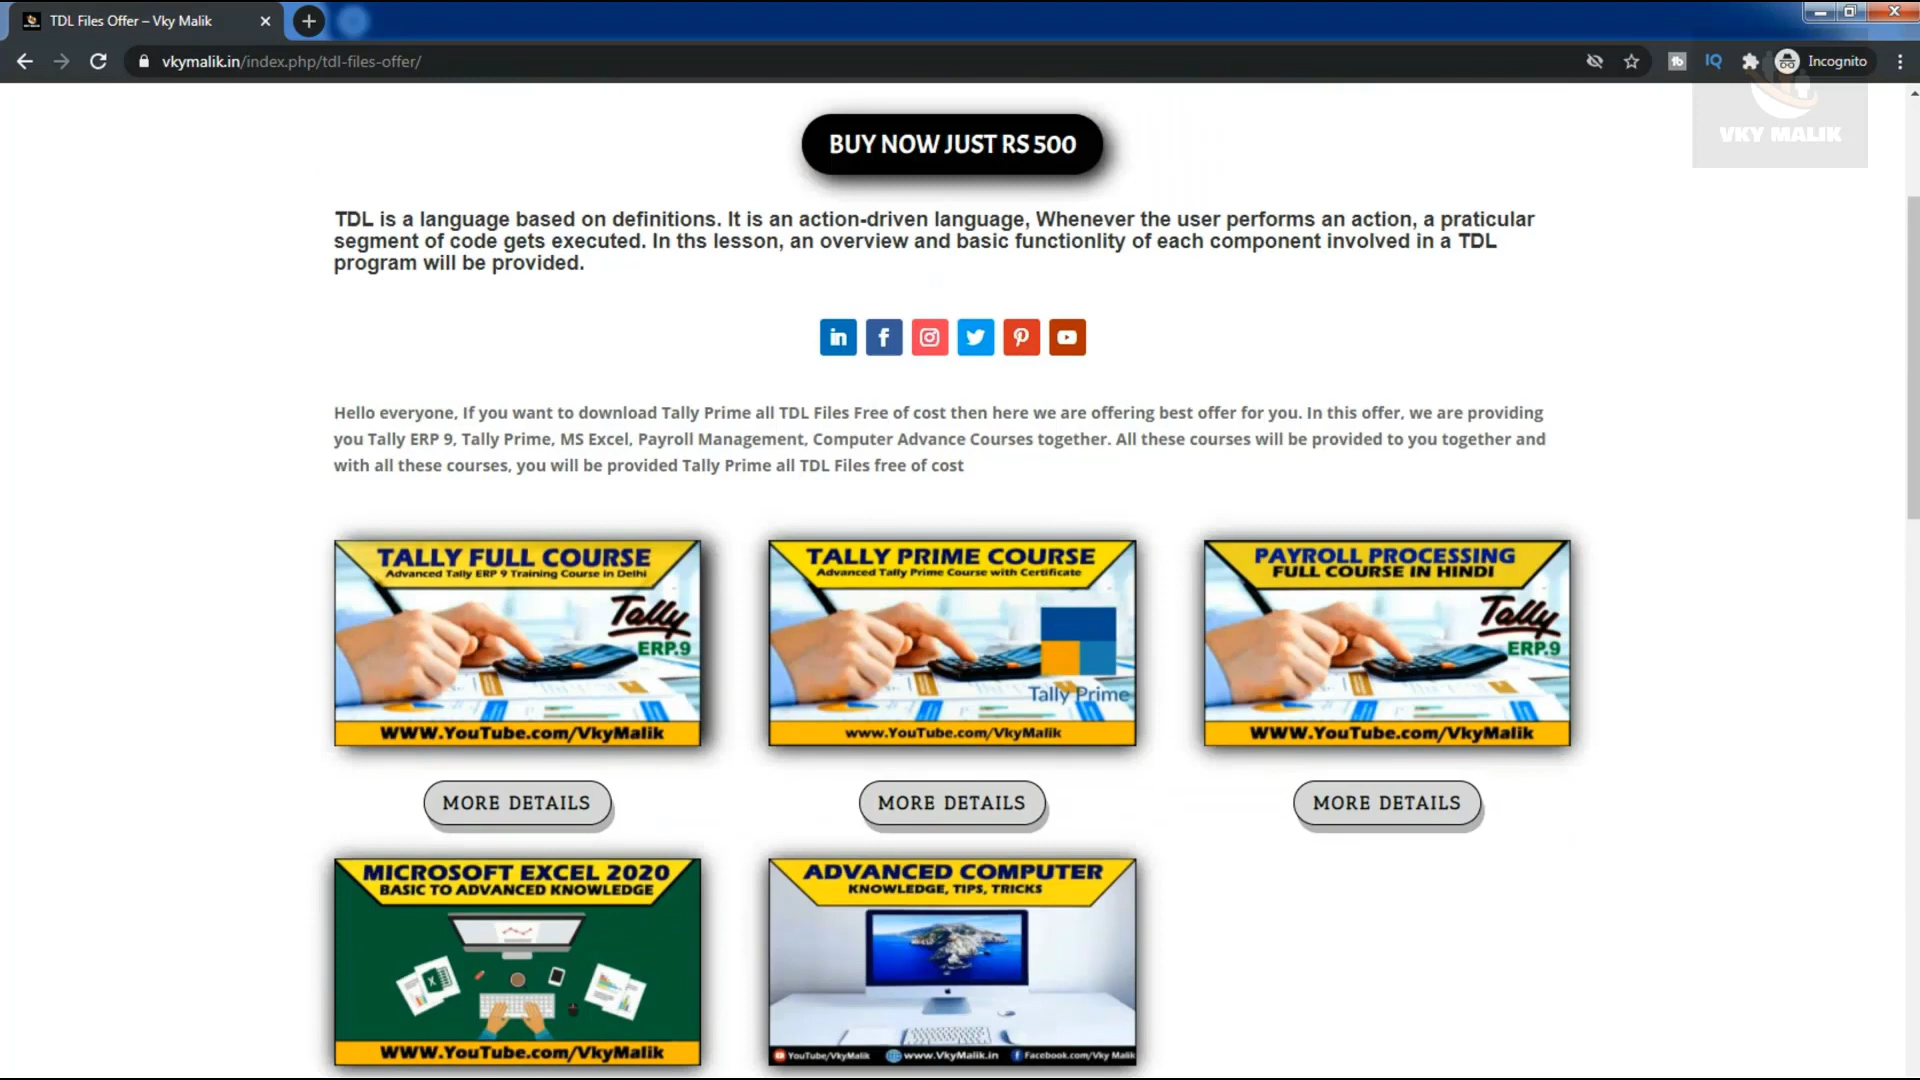 TDL Files Offer – Vky Malik
vkymalik.in/index.php/tdl-files-offer/
Incognito
VKY MALIK
BUY NOW JUST RS 500
TDL is a language based on definitions. It is an action-driven language, Whenever the user performs an action, a praticular
segment of code gets executed. In ths lesson, an overview and basic functionlity of each component involved in a TDL
program will be provided.
Hello everyone, If you want to download Tally Prime all TDL Files Free of cost then here we are offering best offer for you. In this offer, we are providing
you Tally ERP 9, Tally Prime, MS Excel, Payroll Management, Computer Advance Courses together. All these courses will be provided to you together and
with all these courses, you will be provided Tally Prime all TDL Files free of cost
TALLY FULL COURSE
Advanced Tally ERP 9 Training Course in Delhi
Tally
ERP.9
WWW.YouTube.com/VkyMalik
TALLY PRIME COURSE
Advanced Tally Prime Course with Certificate
Tally Prime
www.YouTube.com/VkyMalik
PAYROLL PROCESSING
FULL COURSE IN HINDI
Tally
ERP.9
WWW.YouTube.com/VkyMalik
MORE DETAILS
MORE DETAILS
MORE DETAILS
MICROSOFT EXCEL 2020
BASIC TO ADVANCED KNOWLEDGE
WWW.YouTube.com/VkyMalik
ADVANCED COMPUTER
KNOWLEDGE, TIPS, TRICKS
YouTube/VkyMalik
www.VkyMalik.in
Facebook.com/Vky Malik